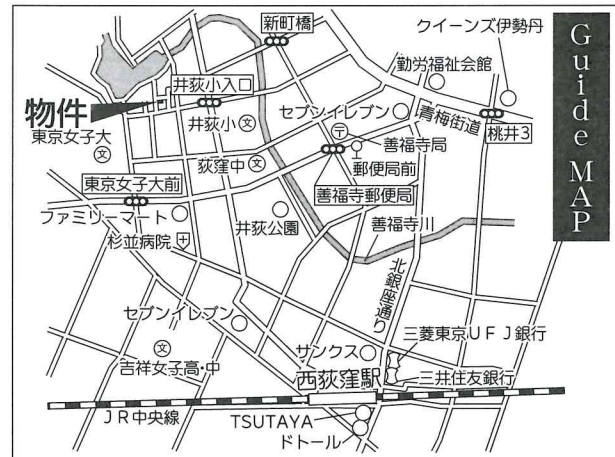 新町橋
クイーンズ伊勢丹
Guide MAP
勤労福祉会館
井荻小入口
物件
セブンイレブン
青梅街道
桃井3
井荻小
文
善福寺局
東京女子大
文
荻窪中
文
郵便局前
東京女子大前
善福寺郵便局
ファミリーマート
杉並病院
井荻公園
善福寺川
北銀座通り
セブンイレブン
三菱東京UFJ銀行
サンクス
文
吉祥女子高・中
西荻窪駅
三井住友銀行
JR中央線
TSUTAYA
ドトール